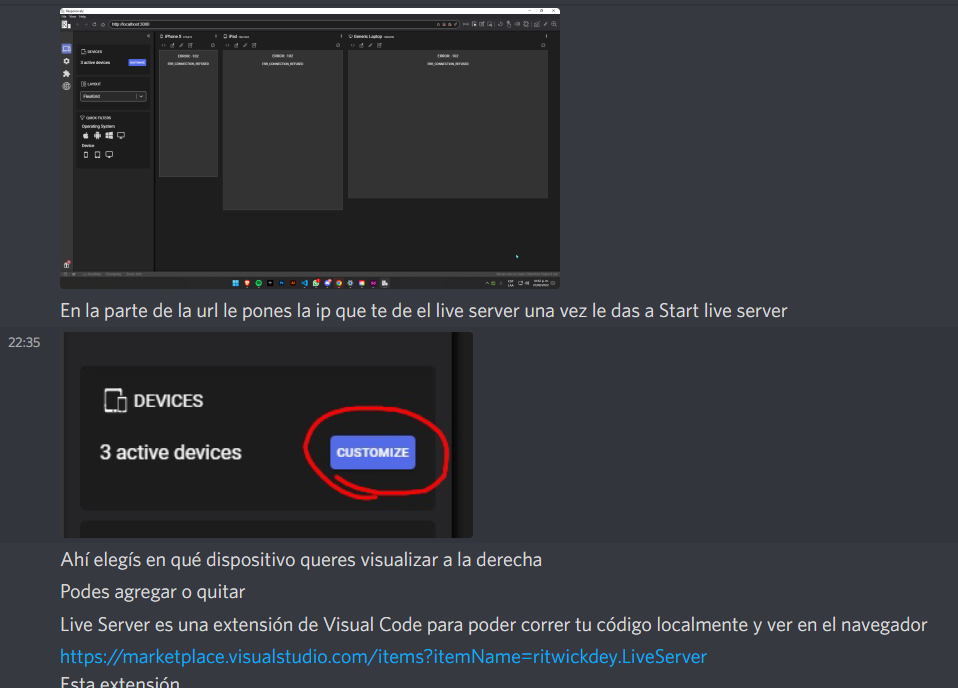 http://localhost:3000
DEVICES
3 active devices
CUSTOMIZE
LAYOUT
Flexigrid
QUICK FILTERS
Operating System
Device
iPhone X
ERROR: -102
ERR_CONNECTION_REFUSED
iPad
ERROR: -102
ERR_CONNECTION_REFUSED
Generic Laptop
ERROR: -102
ERR_CONNECTION_REFUSED
En la parte de la url le pones la ip que te de el live server una vez le das a Start live server
22:35
DEVICES
3 active devices
CUSTOMIZE
Ahí elegís en qué dispositivo queres visualizar a la derecha
Podes agregar o quitar
Live Server es una extensión de Visual Code para poder correr tu código localmente y ver en el navegador
https://marketplace.visualstudio.com/items?itemName=ritwickdey.LiveServer
Esta extensión